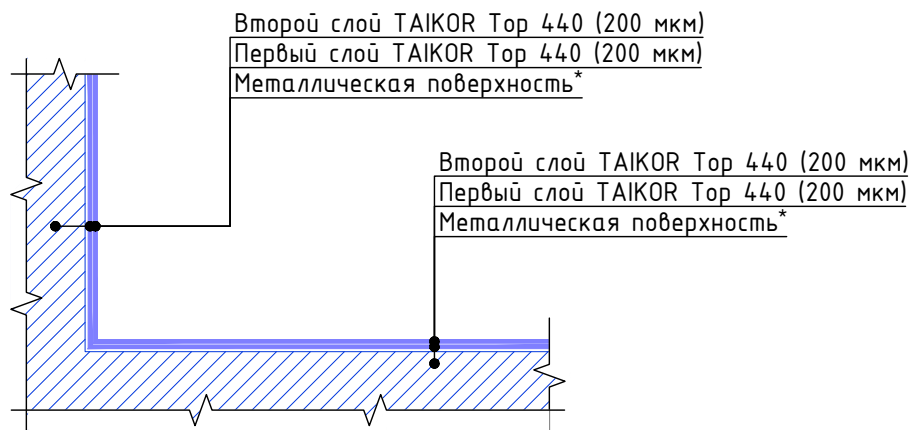 Второй слой TAIKOR Top 440 (200 мкм)
Первый слой TAIKOR Top 440 (200 мкм)
Металлическая поверхность*
Второй слой TAIKOR Top 440 (200 мкм)
Первый слой TAIKOR Top 440 (200 мкм)
Металлическая поверхность*